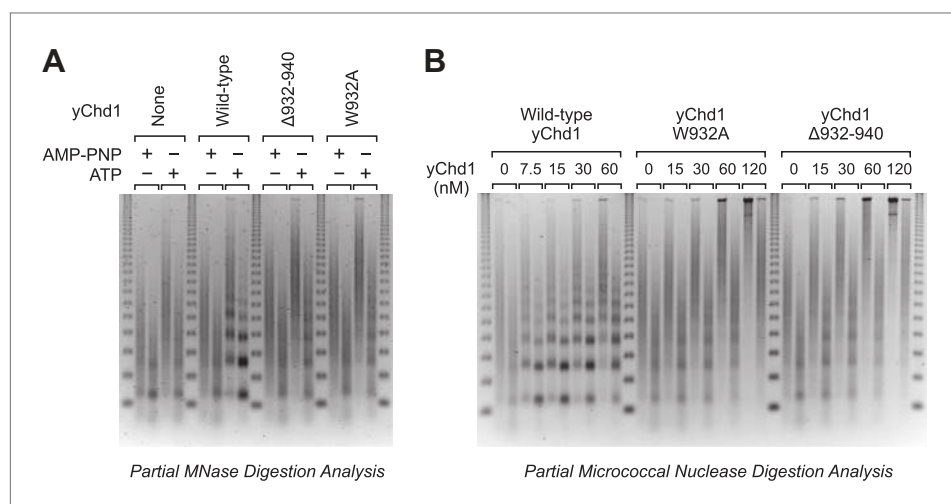 A
yChd1
None
Wild-type
Δ932-940
W932A
AMP-PNP + – + – + – + –
ATP – + – + – + – +
Partial MNase Digestion Analysis
B
Wild-type yChd1
yChd1 W932A
yChd1 Δ932-940
yChd1 (nM)
0 7.5 15 30 60 0 15 30 60 120 0 15 30 60 120
Partial Micrococcal Nuclease Digestion Analysis